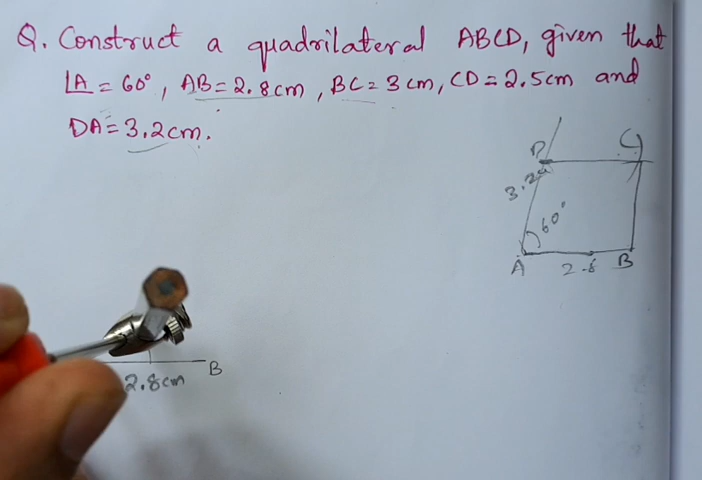 Q. Construct a quadrilateral ABCD, given that
∠A = 60°, AB = 2.8cm, BC = 3 cm, CD = 2.5cm and
DA = 3.2cm.
D C
3.2
60°
A 2.8 B
B
2.8cm